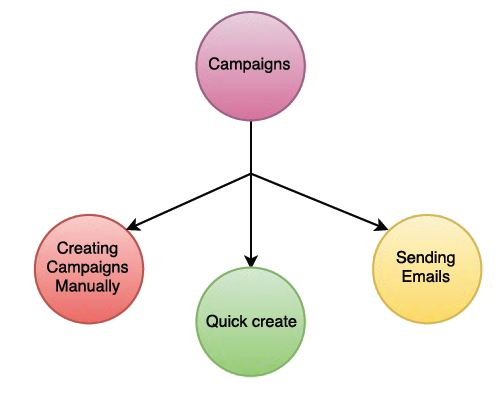 Campaigns
Creating
Campaigns
Manually
Quick create
Sending
Emails